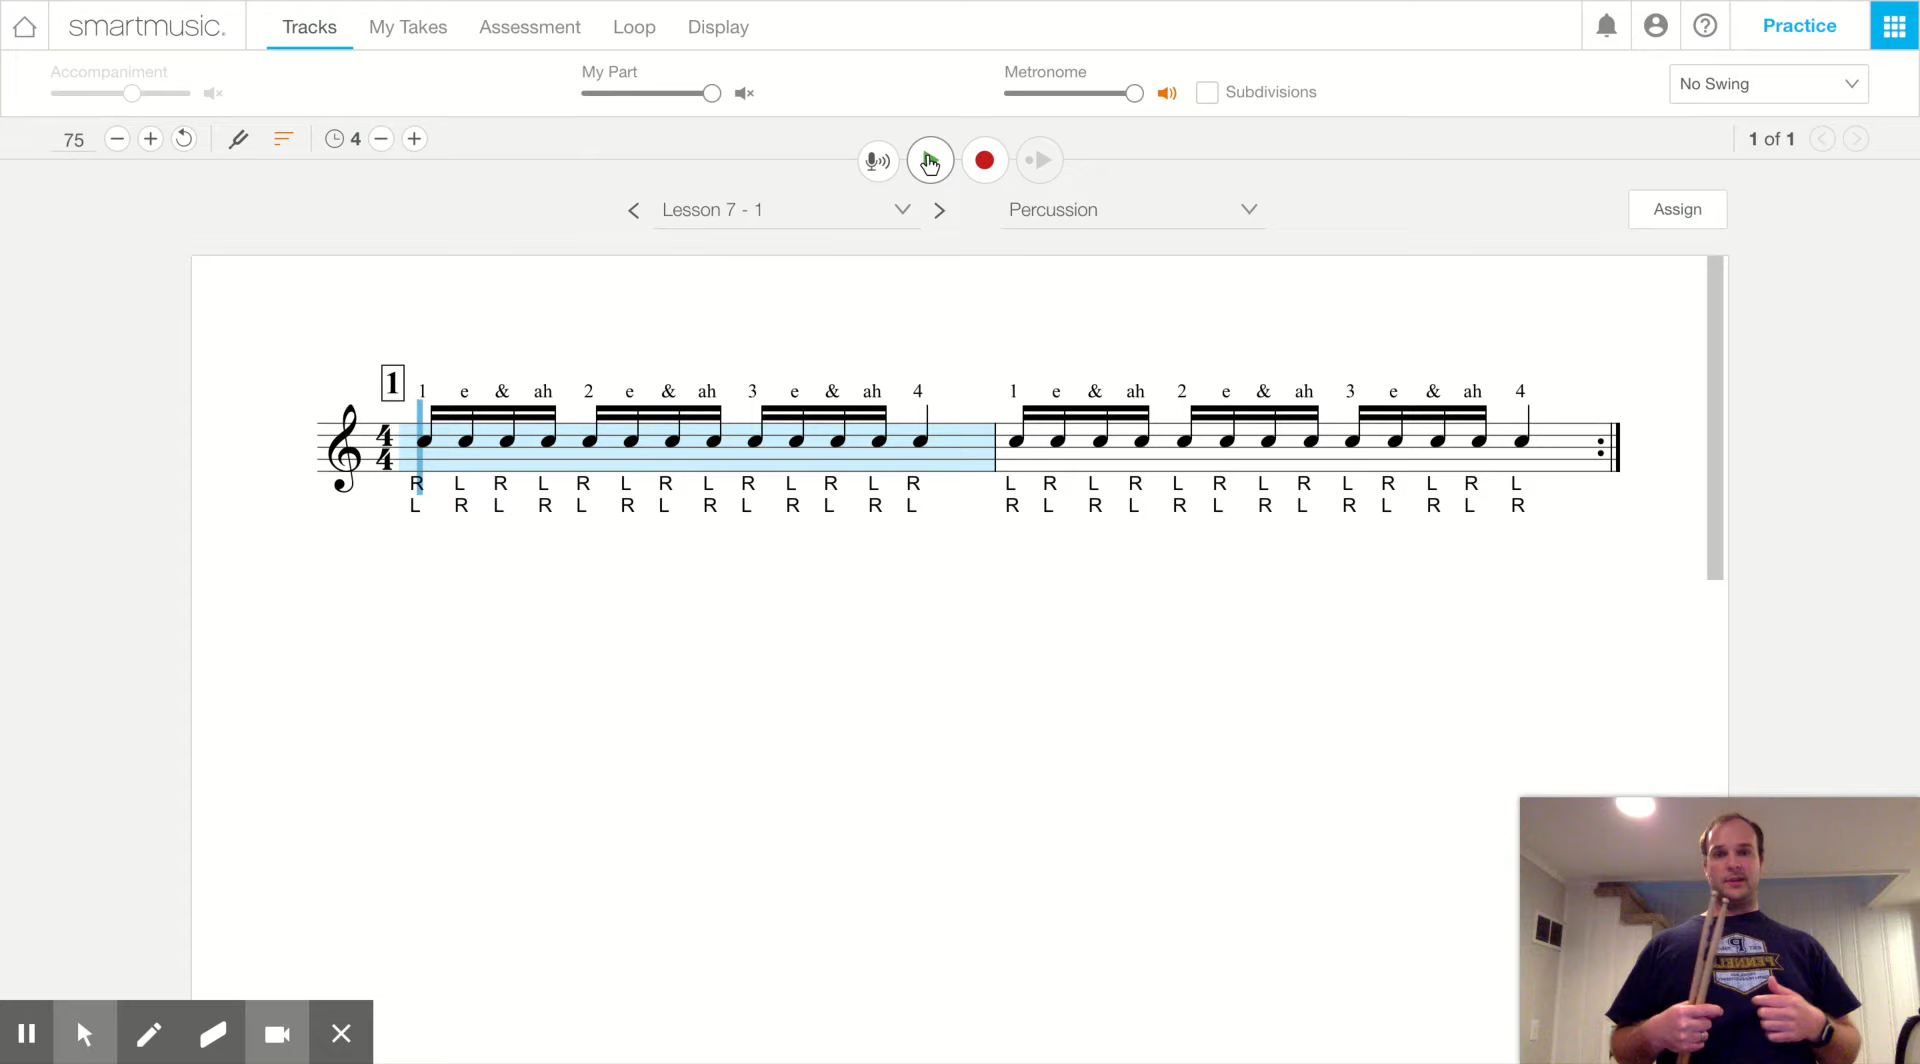 smartmusic. Tracks My Takes Assessment Loop Display Practice
Accompaniment My Part Metronome Subdivisions No Swing
75 4 1 of 1
Lesson 7 - 1 Percussion Assign
1
1 e & ah 2 e & ah 3 e & ah 4 1 e & ah 2 e & ah 3 e & ah 4
4
4
R L R L R L R L R L R L R L R L R L R L R L R L R L
L R L R L R L R L R L R L R L R L R L R L R L R L R